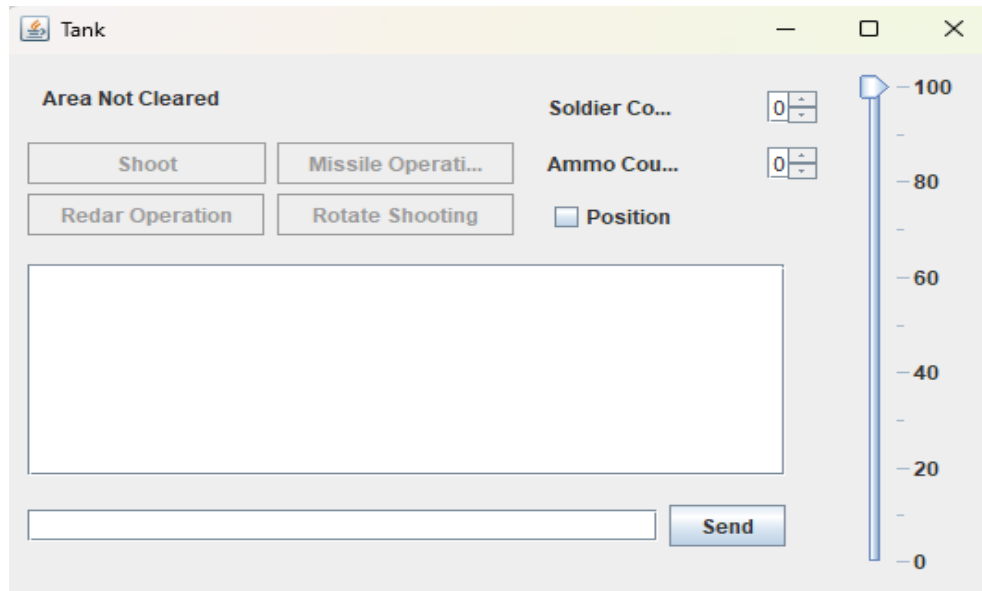 Tank
Area Not Cleared
Soldier Co...
0
Shoot
Missile Operati...
Ammo Cou...
0
Redar Operation
Rotate Shooting
Position
Send
100
80
60
40
20
0